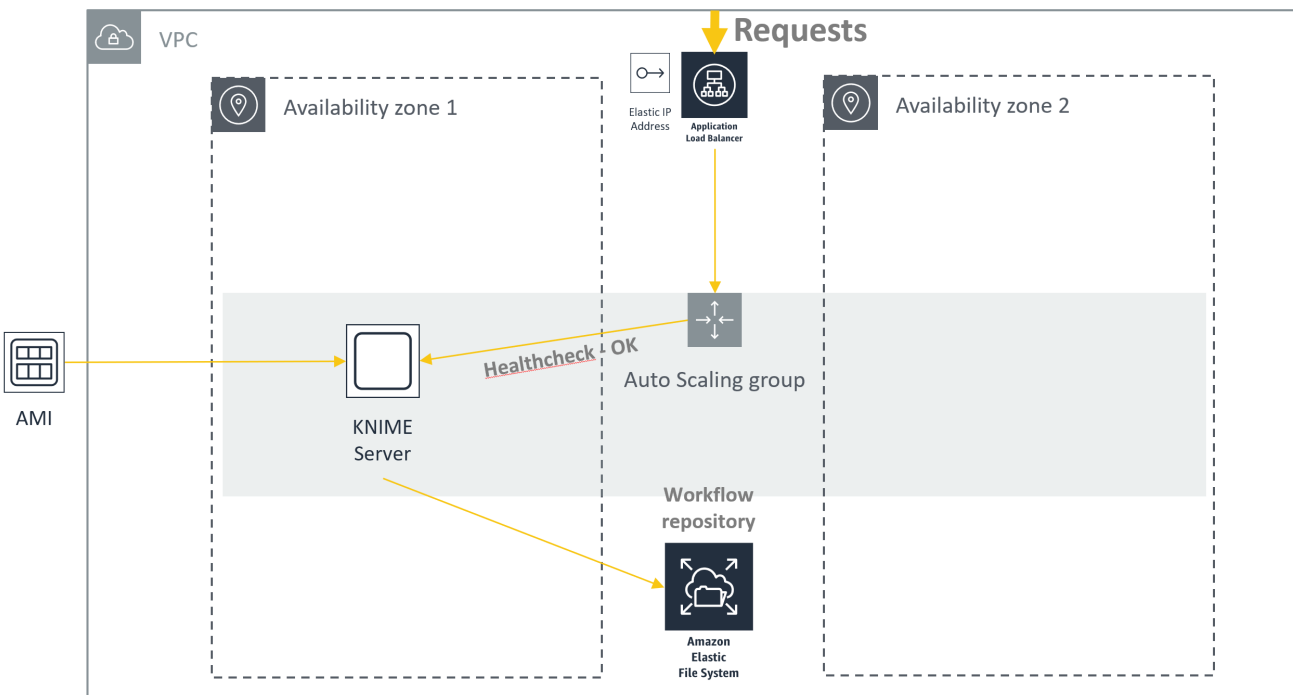 Requests
VPC
Availability zone 1
Elastic IP
Address
Application
Load Balancer
Availability zone 2
Healthcheck - OK
Auto Scaling group
AMI
KNIME
Server
Workflow
repository
Amazon
Elastic
File System